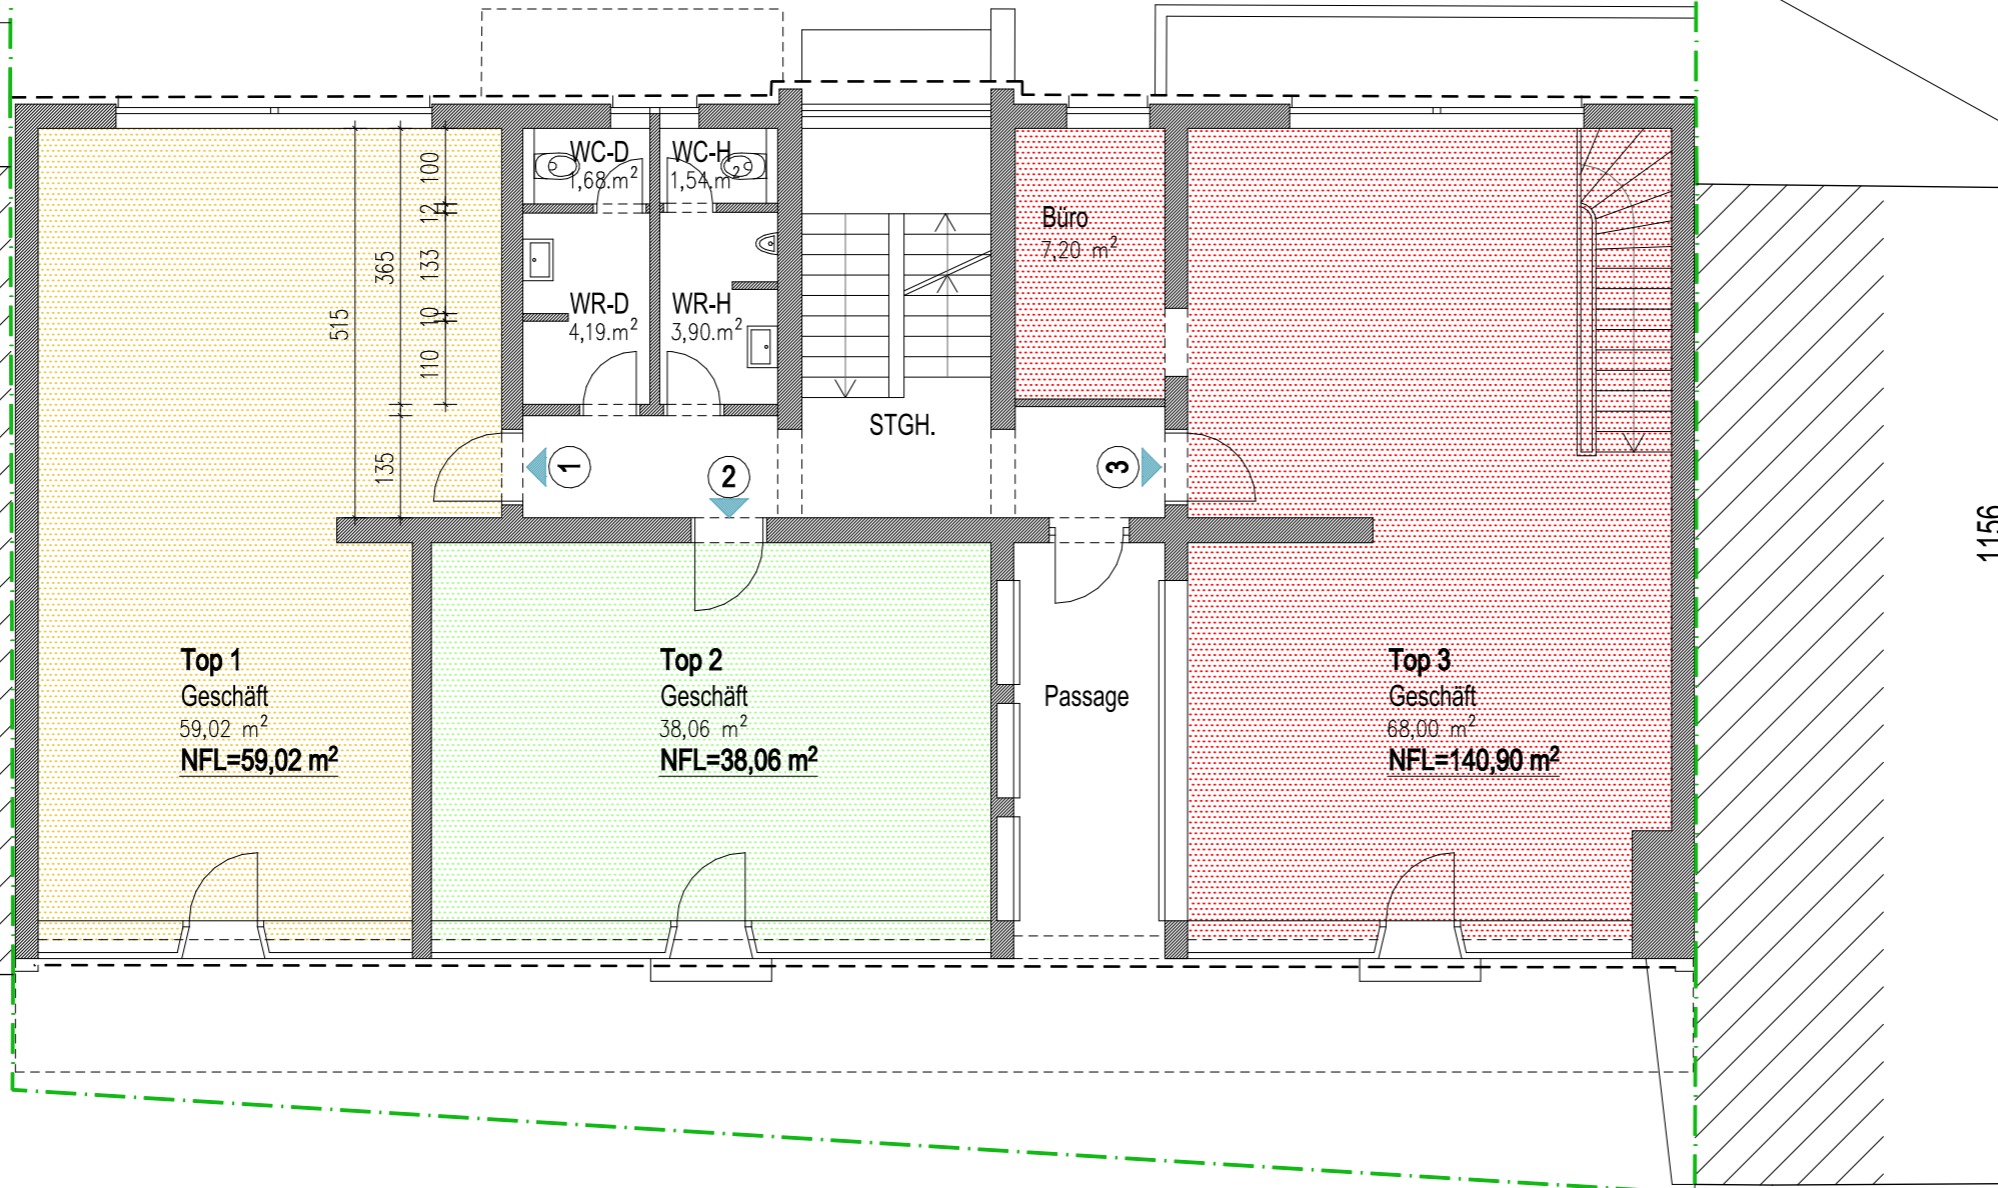 WC-D
1,68 m²
WC-H
1,54 m²
100
12
133
10
110
365
515
135
Büro
7,20 m²
WR-D
4,19 m²
WR-H
3,90 m²
STGH.
1
2
3
1156
Top 1
Geschäft
59,02 m²
NFL=59,02 m²
Top 2
Geschäft
38,06 m²
NFL=38,06 m²
Passage
Top 3
Geschäft
68,00 m²
NFL=140,90 m²